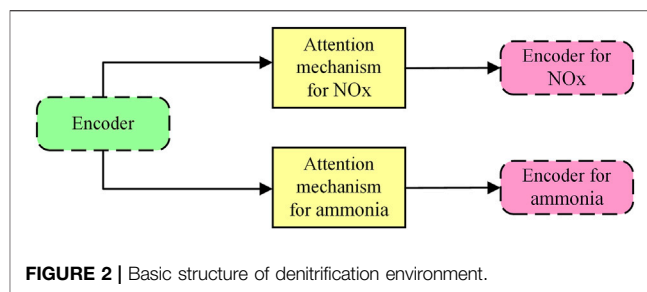 Attention
mechanism
for NOx
Encoder for
NOx
Encoder
Attention
mechanism
for ammonia
Encoder for
ammonia
FIGURE 2 | Basic structure of denitrification environment.